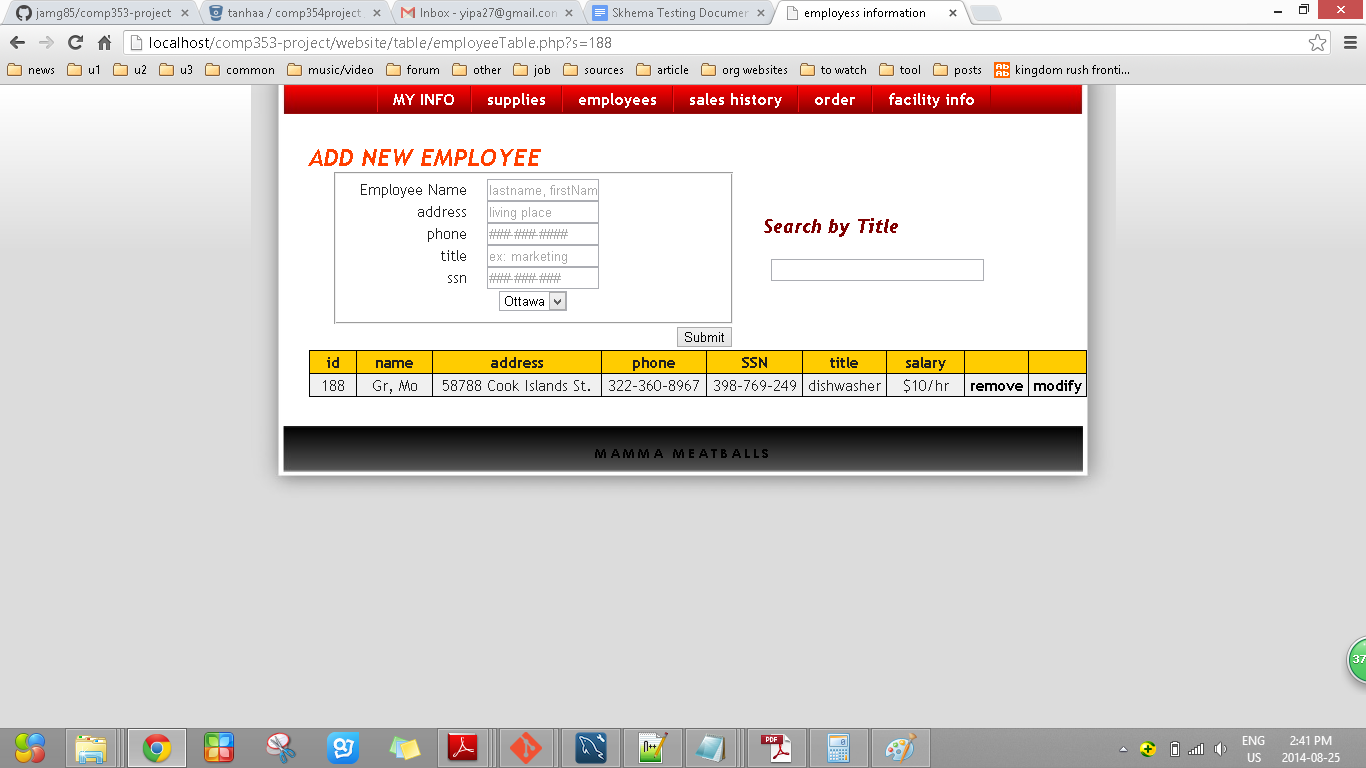 jamg85/comp353-project tanhaa / comp354project Inbox - yipa27@gmail.con Skhema Testing Documer employess information
localhost/comp353-project/website/table/employeeTable.php?s=188
news u1 u2 u3 common music/video forum other job sources article org websites to watch tool posts kingdom rush fronti...
MY INFO supplies employees sales history order facility info
ADD NEW EMPLOYEE
Employee Name lastname, firstNam
address living place
phone ###-###-####
title ex: marketing
ssn ###-###-###
Ottawa
Submit
Search by Title
id name address phone SSN title salary
188 Gr, Mo 58788 Cook Islands St. 322-360-8967 398-769-249 dishwasher $10/hr remove modify
MAMMA MEATBALLS
37
ENG 2:41 PM
US 2014-08-25